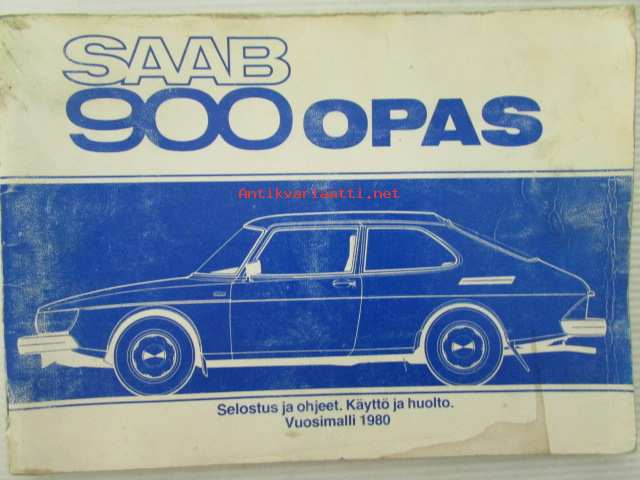 SAAB
900 OPAS
Antikvariaatti.net
Selostus ja ohjeet. Käyttö ja huolto.
Vuosimalli 1980